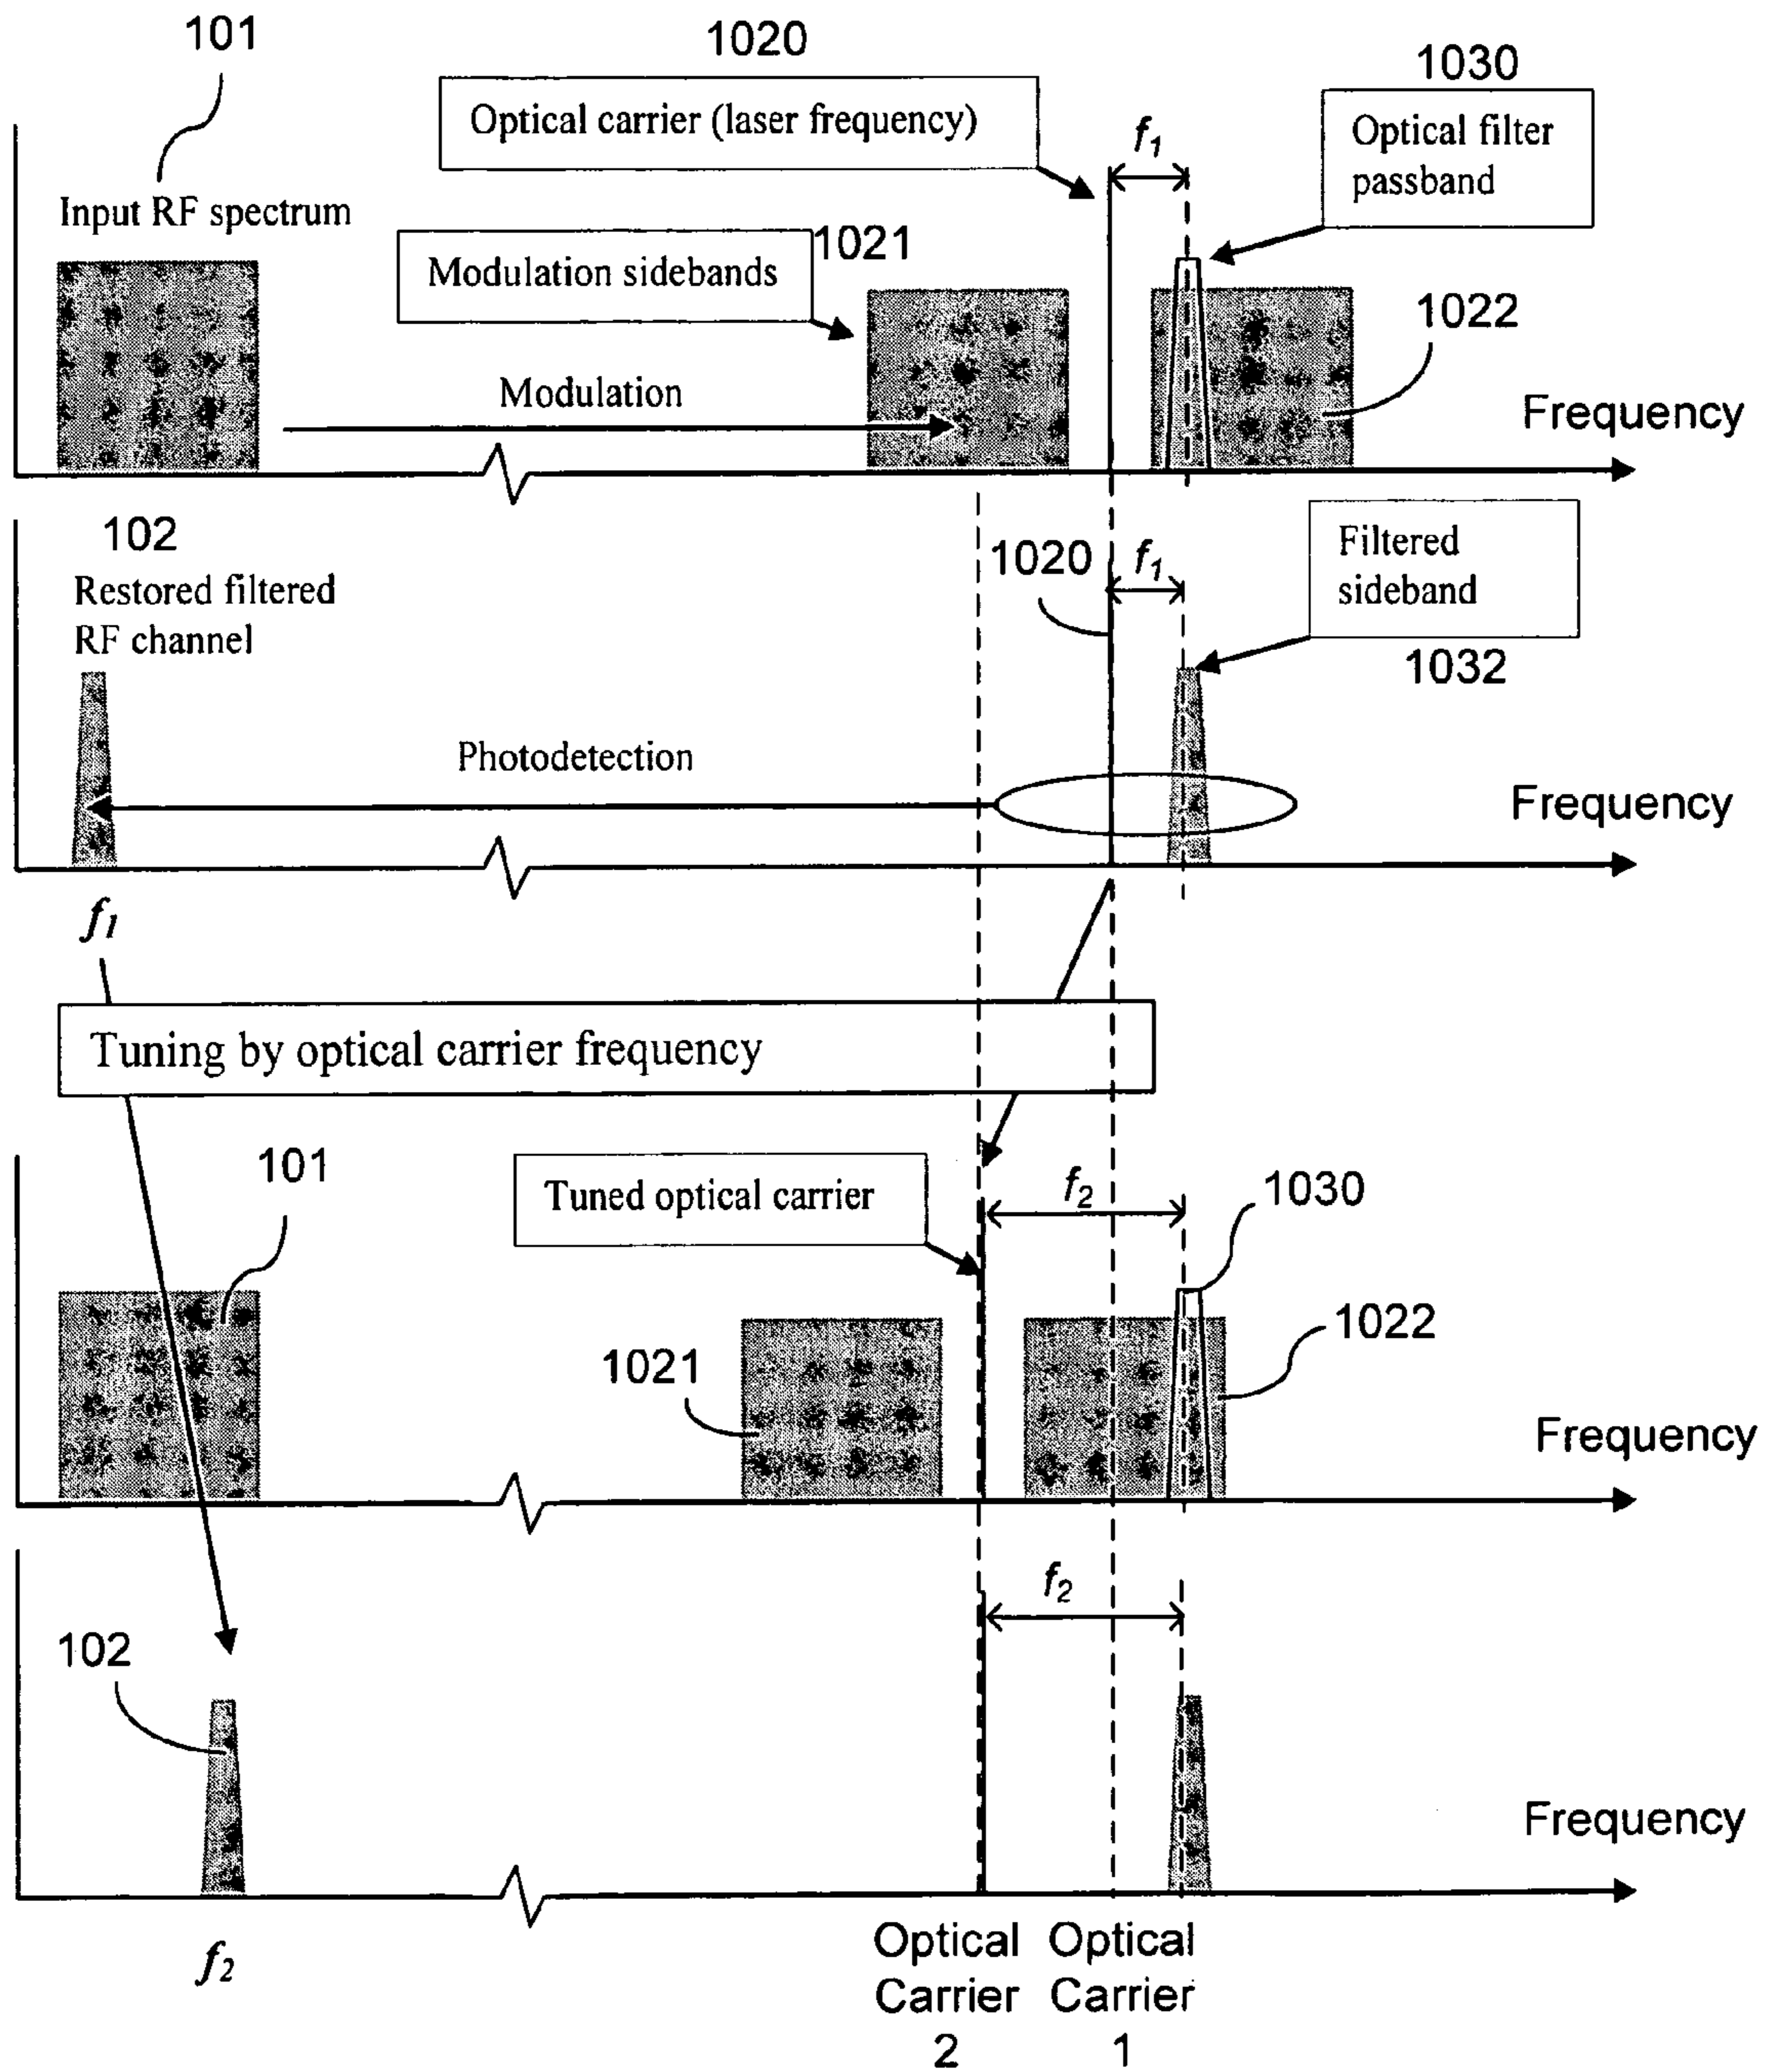 101
1020
1030
Optical carrier (laser frequency)
f1
Optical filter
passband
Input RF spectrum
1021
Modulation sidebands
1022
Modulation
Frequency
102
Restored filtered
RF channel
1020
f1
Filtered
sideband
1032
Photodetection
Frequency
f1
Tuning by optical carrier frequency
101
Tuned optical carrier
f2
1030
1021
1022
Frequency
f2
102
Frequency
f2
Optical
Carrier
2
Optical
Carrier
1